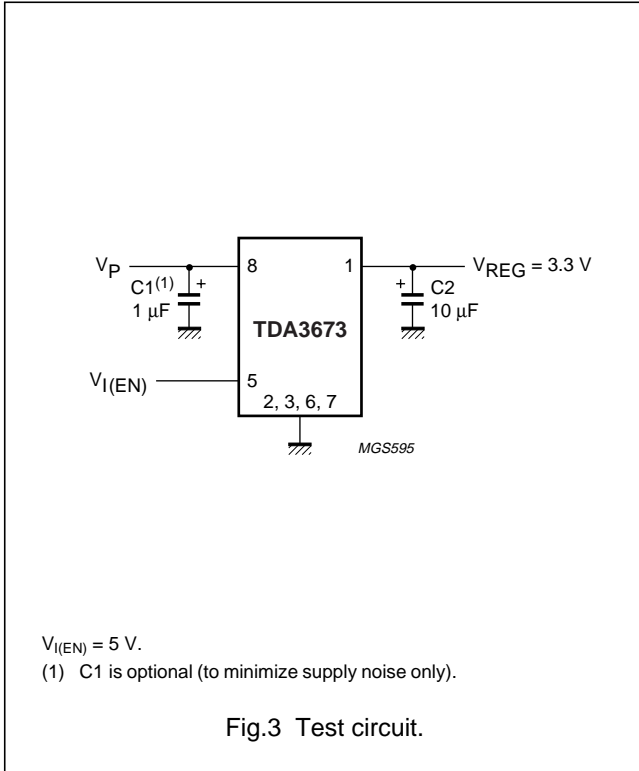 V_P
8
1
V_REG = 3.3 V
C1(1)
+
1 μF
+
C2
10 μF
TDA3673
V_I(EN)
5
2, 3, 6, 7
MGS595
V_I(EN) = 5 V.
(1) C1 is optional (to minimize supply noise only).
Fig.3 Test circuit.